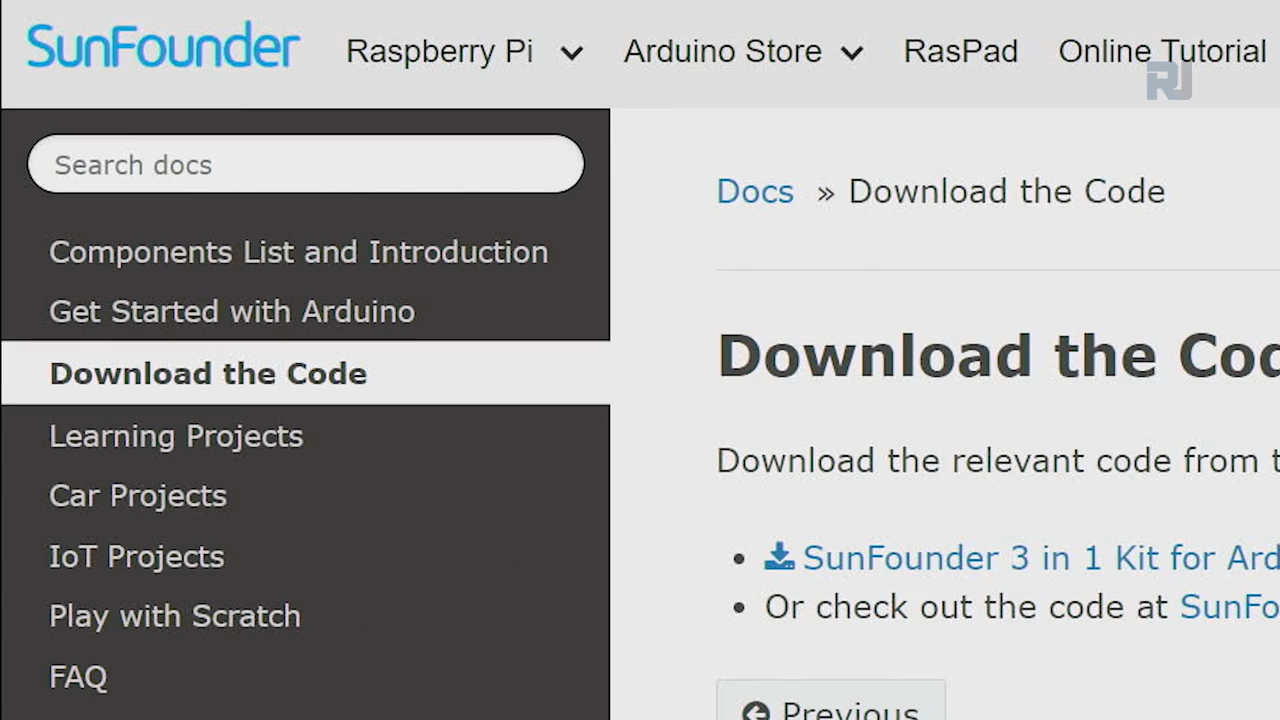 SunFounder Raspberry Pi Arduino Store RasPad Online Tutorial
RJ
Search docs
Components List and Introduction
Get Started with Arduino
Download the Code
Learning Projects
Car Projects
IoT Projects
Play with Scratch
FAQ
Docs » Download the Code
Download the Cod
Download the relevant code from t
SunFounder 3 in 1 Kit for Ard
Or check out the code at SunFo
Previous